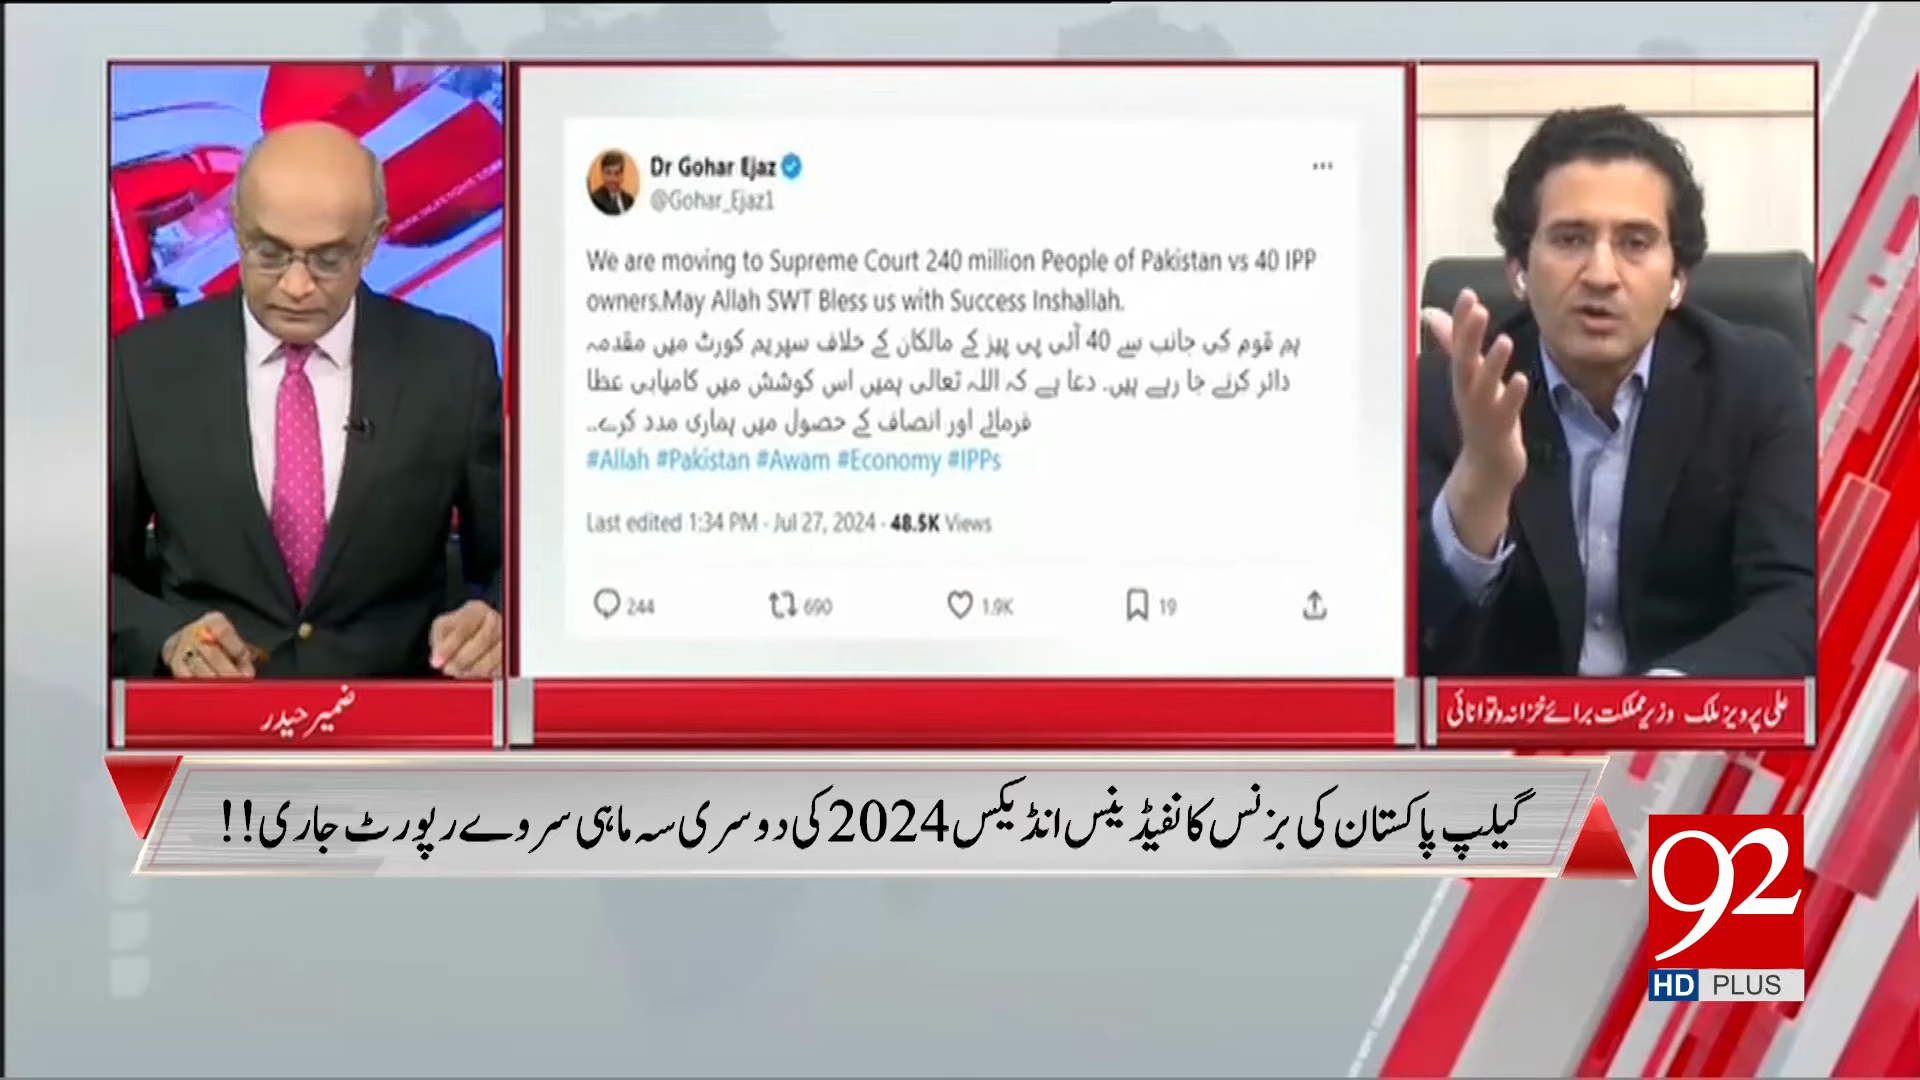 Dr Gohar Ejaz
@Gohar_Ejaz1
We are moving to Supreme Court 240 million People of Pakistan vs 40 IPP
owners.May Allah SWT Bless us with Success Inshallah.
ہم قوم کی جانب سے 40 آئی پی پیز کے مالکان کے خلاف سپریم کورٹ میں مقدمہ
دائر کرنے جا رہے ہیں۔ دعا ہے کہ اللہ تعالی ہمیں اس کوشش میں کامیابی عطا
فرمائے اور انصاف کے حصول میں ہماری مدد کرے..
#Allah #Pakistan #Awam #Economy #IPPs
Last edited 1:34 PM · Jul 27, 2024 · 48.5K Views
244 690 1.9K 19
ضمیر حیدر
علی پرویز ملک وزیر مملکت برائے خزانہ و توانائی
گیلپ پاکستان کی بزنس کانفیڈینس انڈیکس 2024 کی دوسری سہ ماہی سروے رپورٹ جاری!!
92
HD PLUS